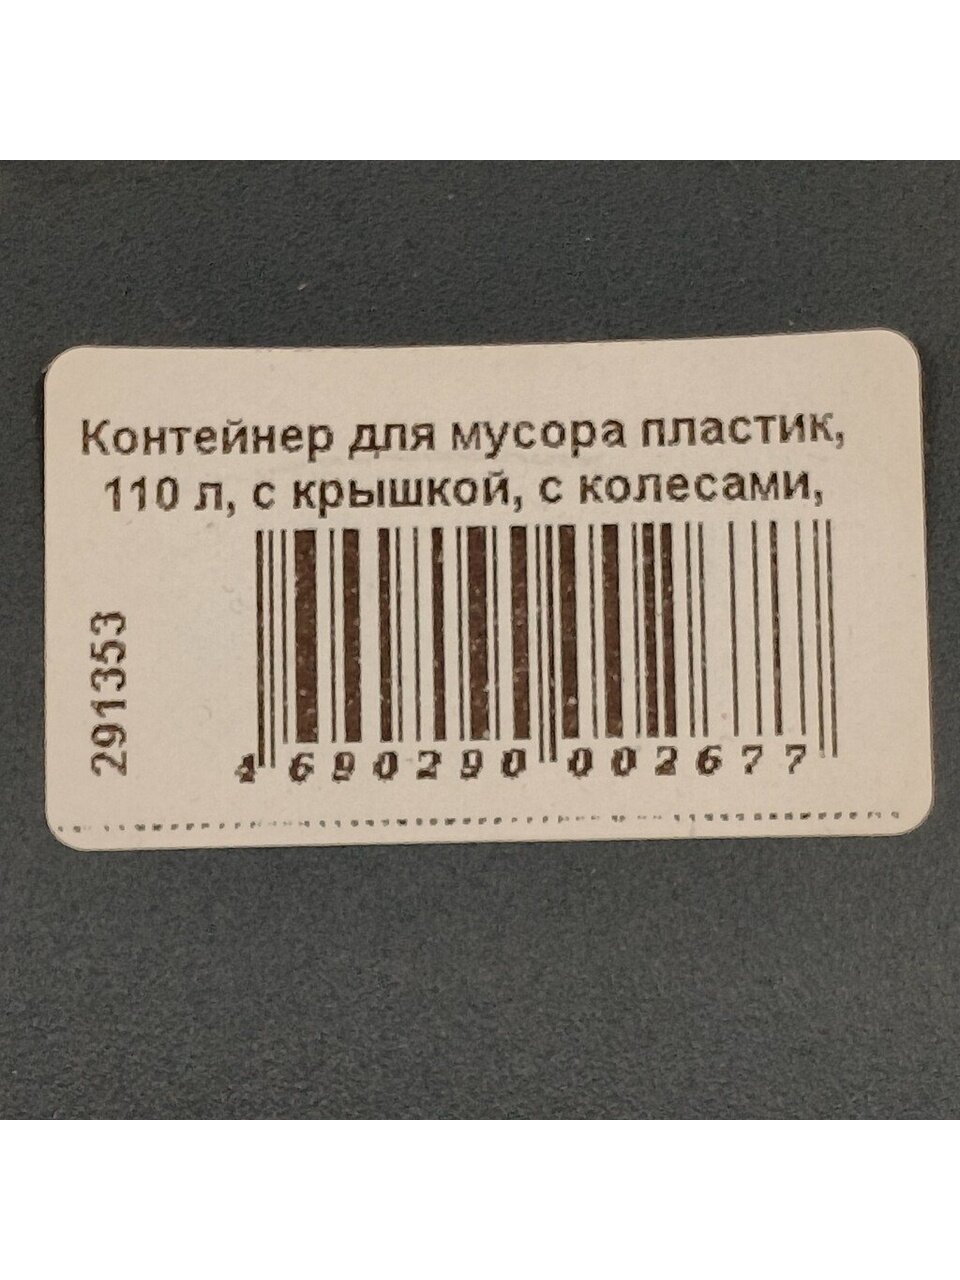 Контейнер для мусора пластик,
110 л, с крышкой, с колесами,
291353
4 690290 002677